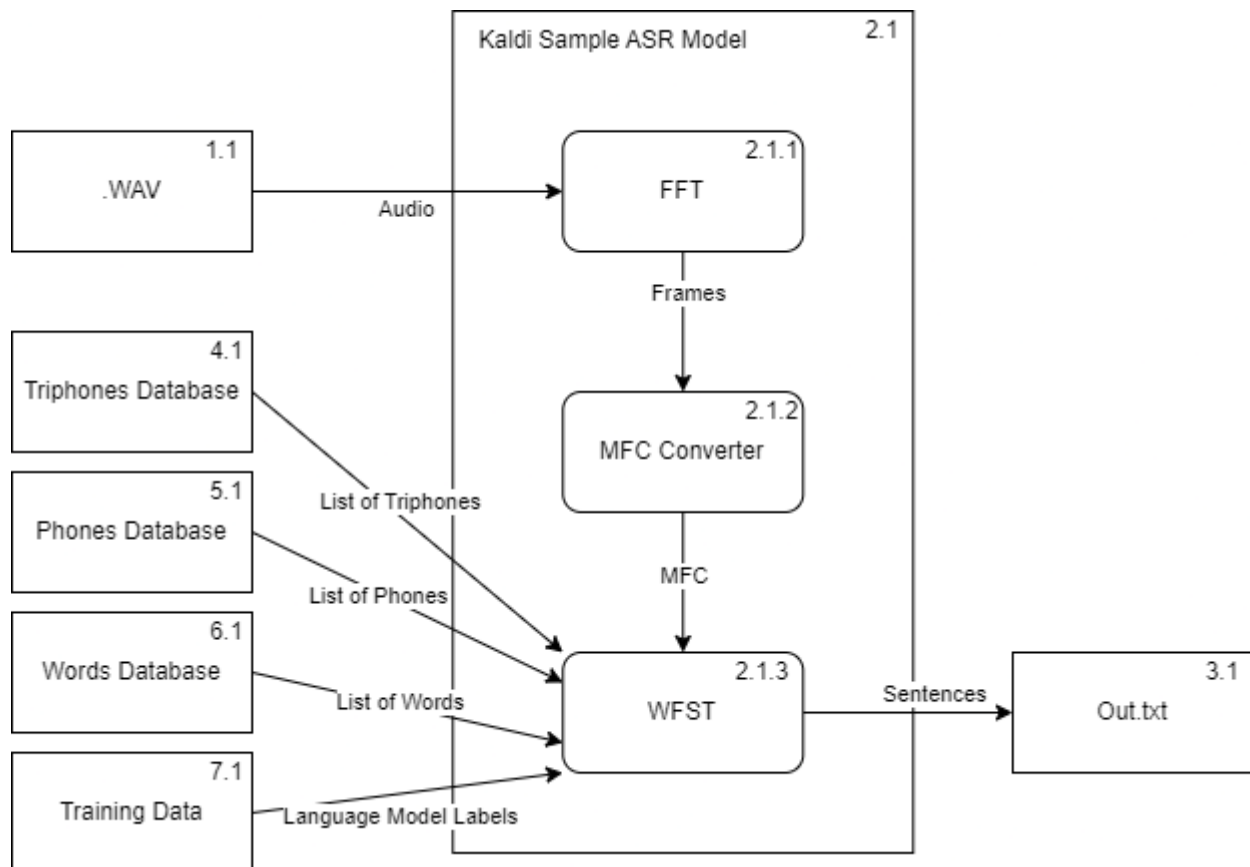 Kaldi Sample ASR Model
2.1
1.1
.WAV
Audio
2.1.1
FFT
Frames
4.1
Triphones Database
List of Triphones
2.1.2
MFC Converter
5.1
Phones Database
List of Phones
MFC
6.1
Words Database
List of Words
2.1.3
WFST
Sentences
3.1
Out.txt
7.1
Training Data
Language Model Labels